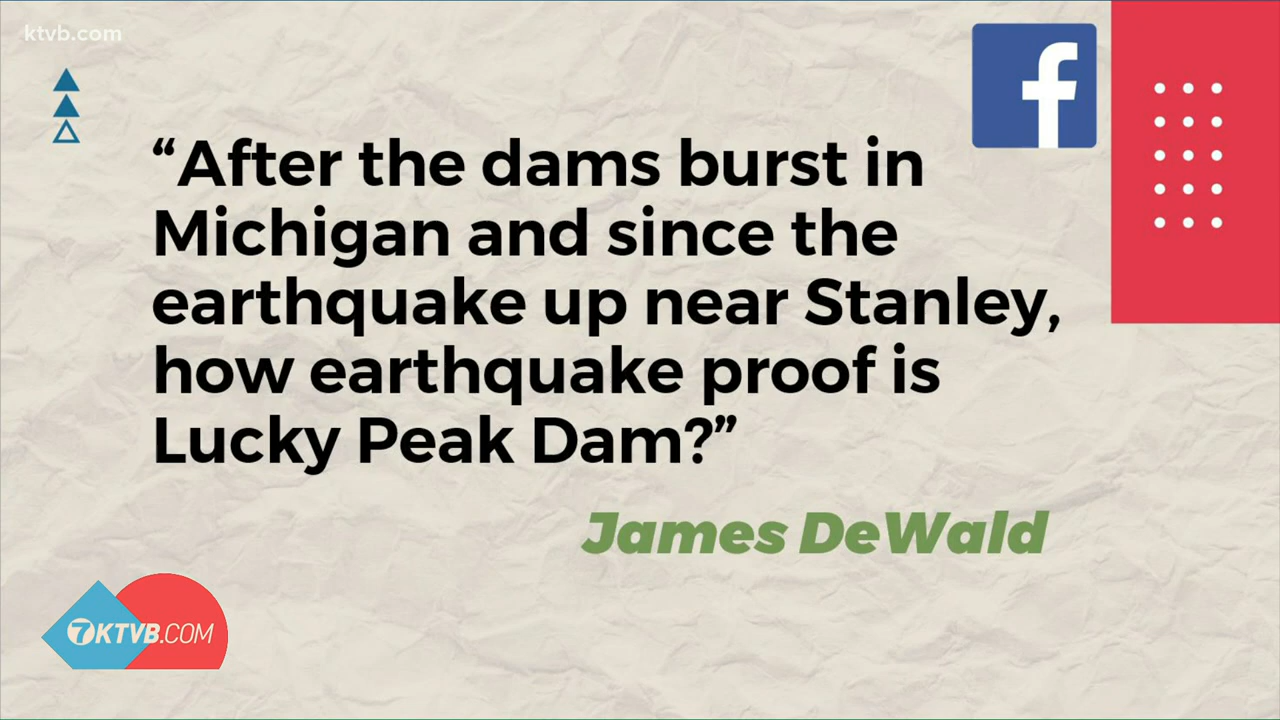 ktvb.com
f
“After the dams burst in
Michigan and since the
earthquake up near Stanley,
how earthquake proof is
Lucky Peak Dam?”
James DeWald
7KTVB.COM